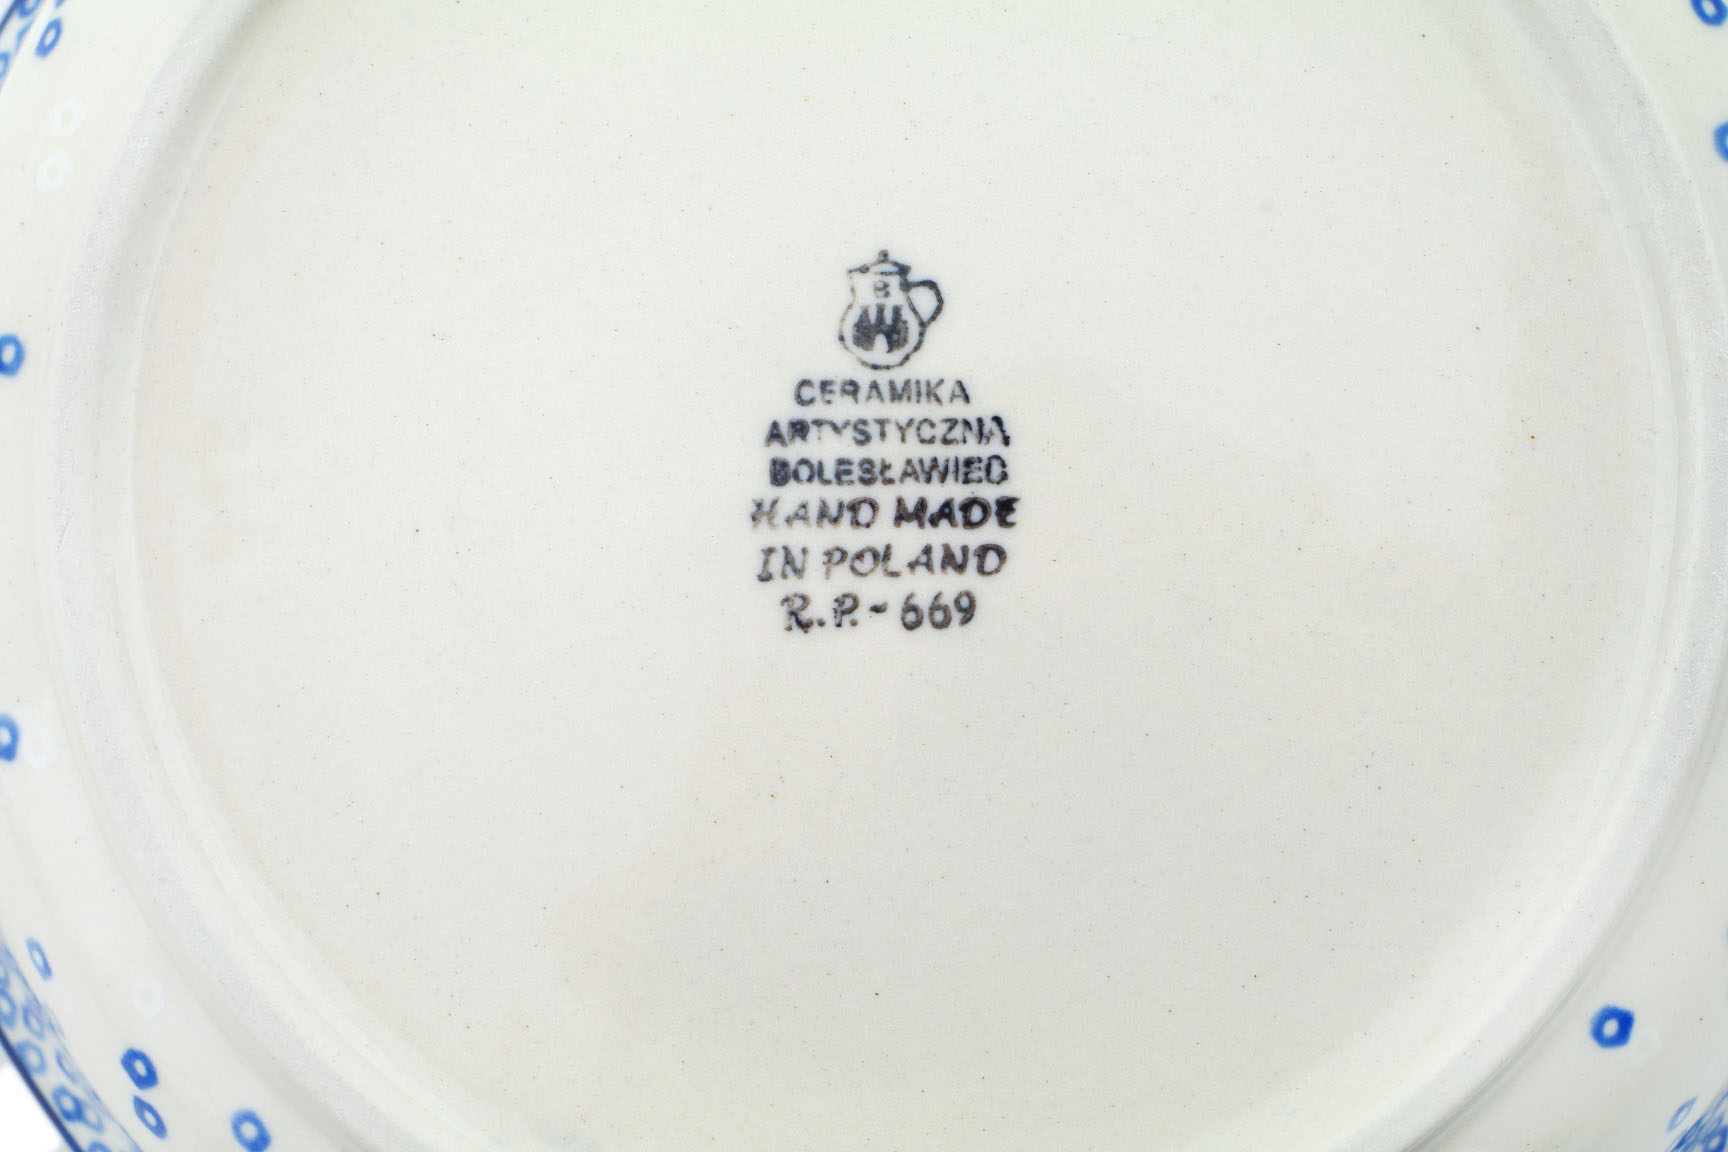 B
CERAMIKA
ARTYSTYCZNA
BOLESŁAWIEC
HAND MADE
IN POLAND
R.P.-669